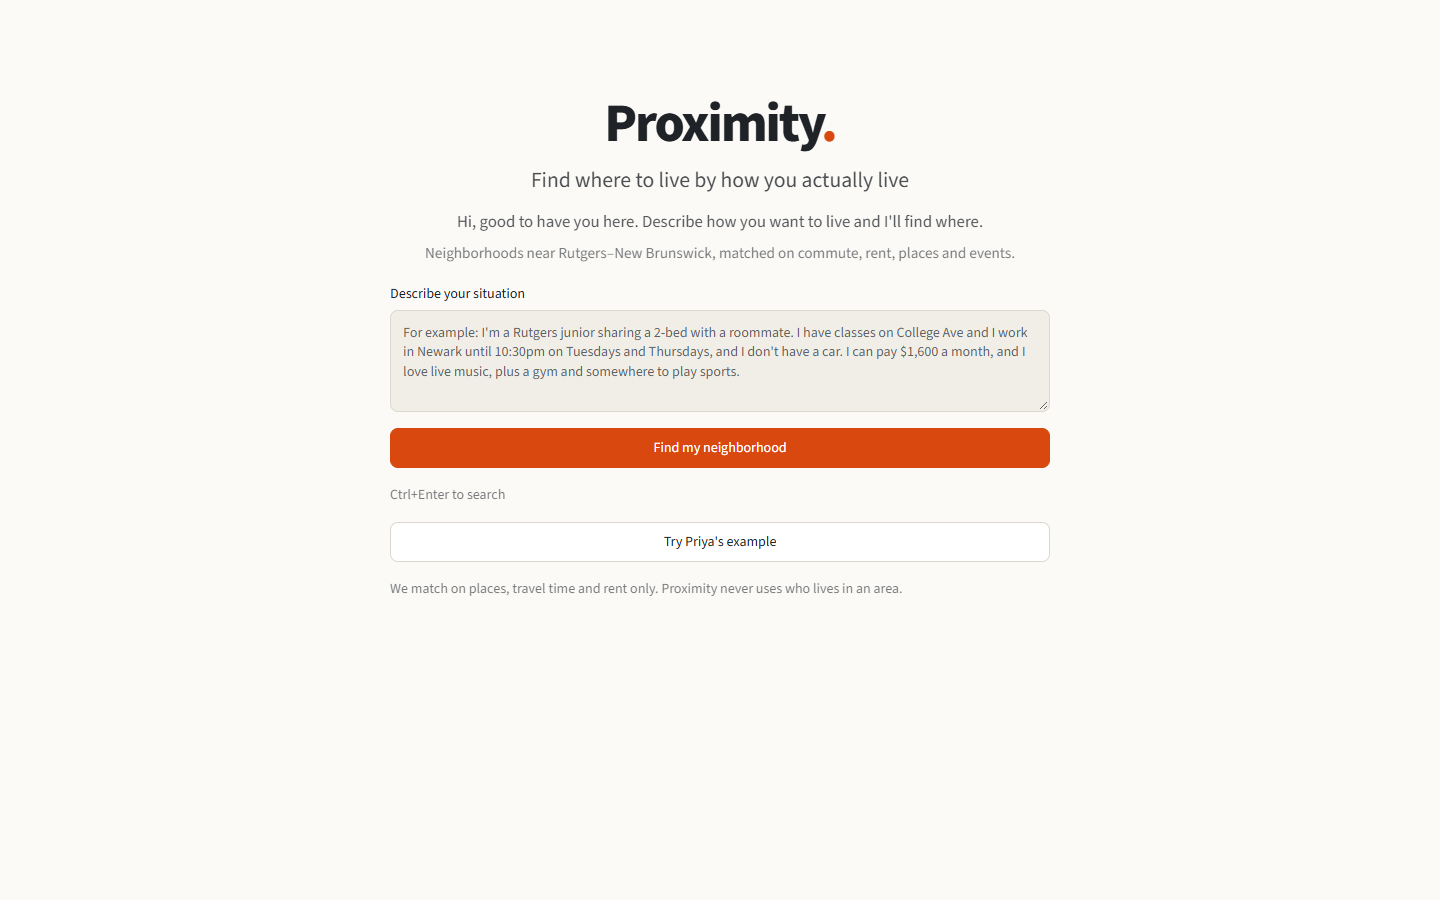 Proximity.
Find where to live by how you actually live
Hi, good to have you here. Describe how you want to live and I'll find where.
Neighborhoods near Rutgers–New Brunswick, matched on commute, rent, places and events.
Describe your situation
For example: I'm a Rutgers junior sharing a 2-bed with a roommate. I have classes on College Ave and I work
in Newark until 10:30pm on Tuesdays and Thursdays, and I don't have a car. I can pay $1,600 a month, and I
love live music, plus a gym and somewhere to play sports.
Find my neighborhood
Ctrl+Enter to search
Try Priya's example
We match on places, travel time and rent only. Proximity never uses who lives in an area.